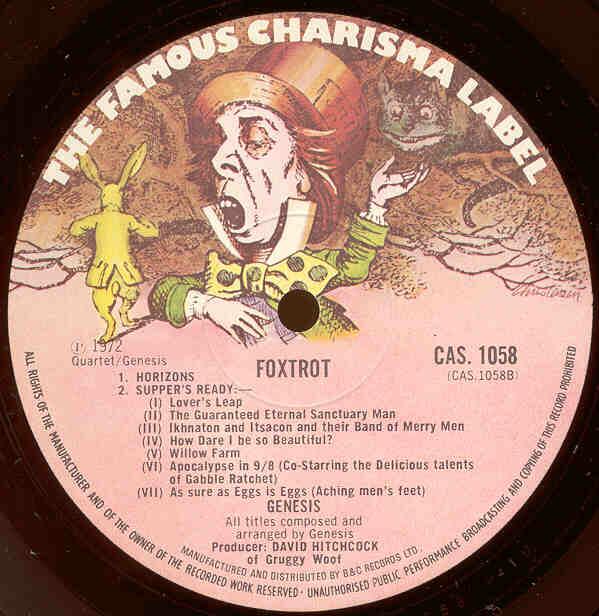 THE FAMOUS CHARISMA LABEL
Ⓟ 1972
Quartet/Genesis
FOXTROT
CAS. 1058
(CAS.1058B)
1. HORIZONS
2. SUPPER'S READY:—
(I) Lover's Leap
(II) The Guaranteed Eternal Sanctuary Man
(III) Ikhnaton and Itsacon and their Band of Merry Men
(IV) How Dare I be so Beautiful?
(V) Willow Farm
(VI) Apocalypse in 9/8 (Co-Starring the Delicious talents
of Gabble Ratchet)
(VII) As sure as Eggs is Eggs (Aching men's feet)
GENESIS
All titles composed and
arranged by Genesis
Producer: DAVID HITCHCOCK
of Gruggy Woof
MANUFACTURED AND DISTRIBUTED BY B&C RECORDS LTD.
ALL RIGHTS OF THE MANUFACTURER AND OF THE OWNER OF THE RECORDED WORK RESERVED · UNAUTHORISED PUBLIC PERFORMANCE BROADCASTING AND COPYING OF THIS RECORD PROHIBITED